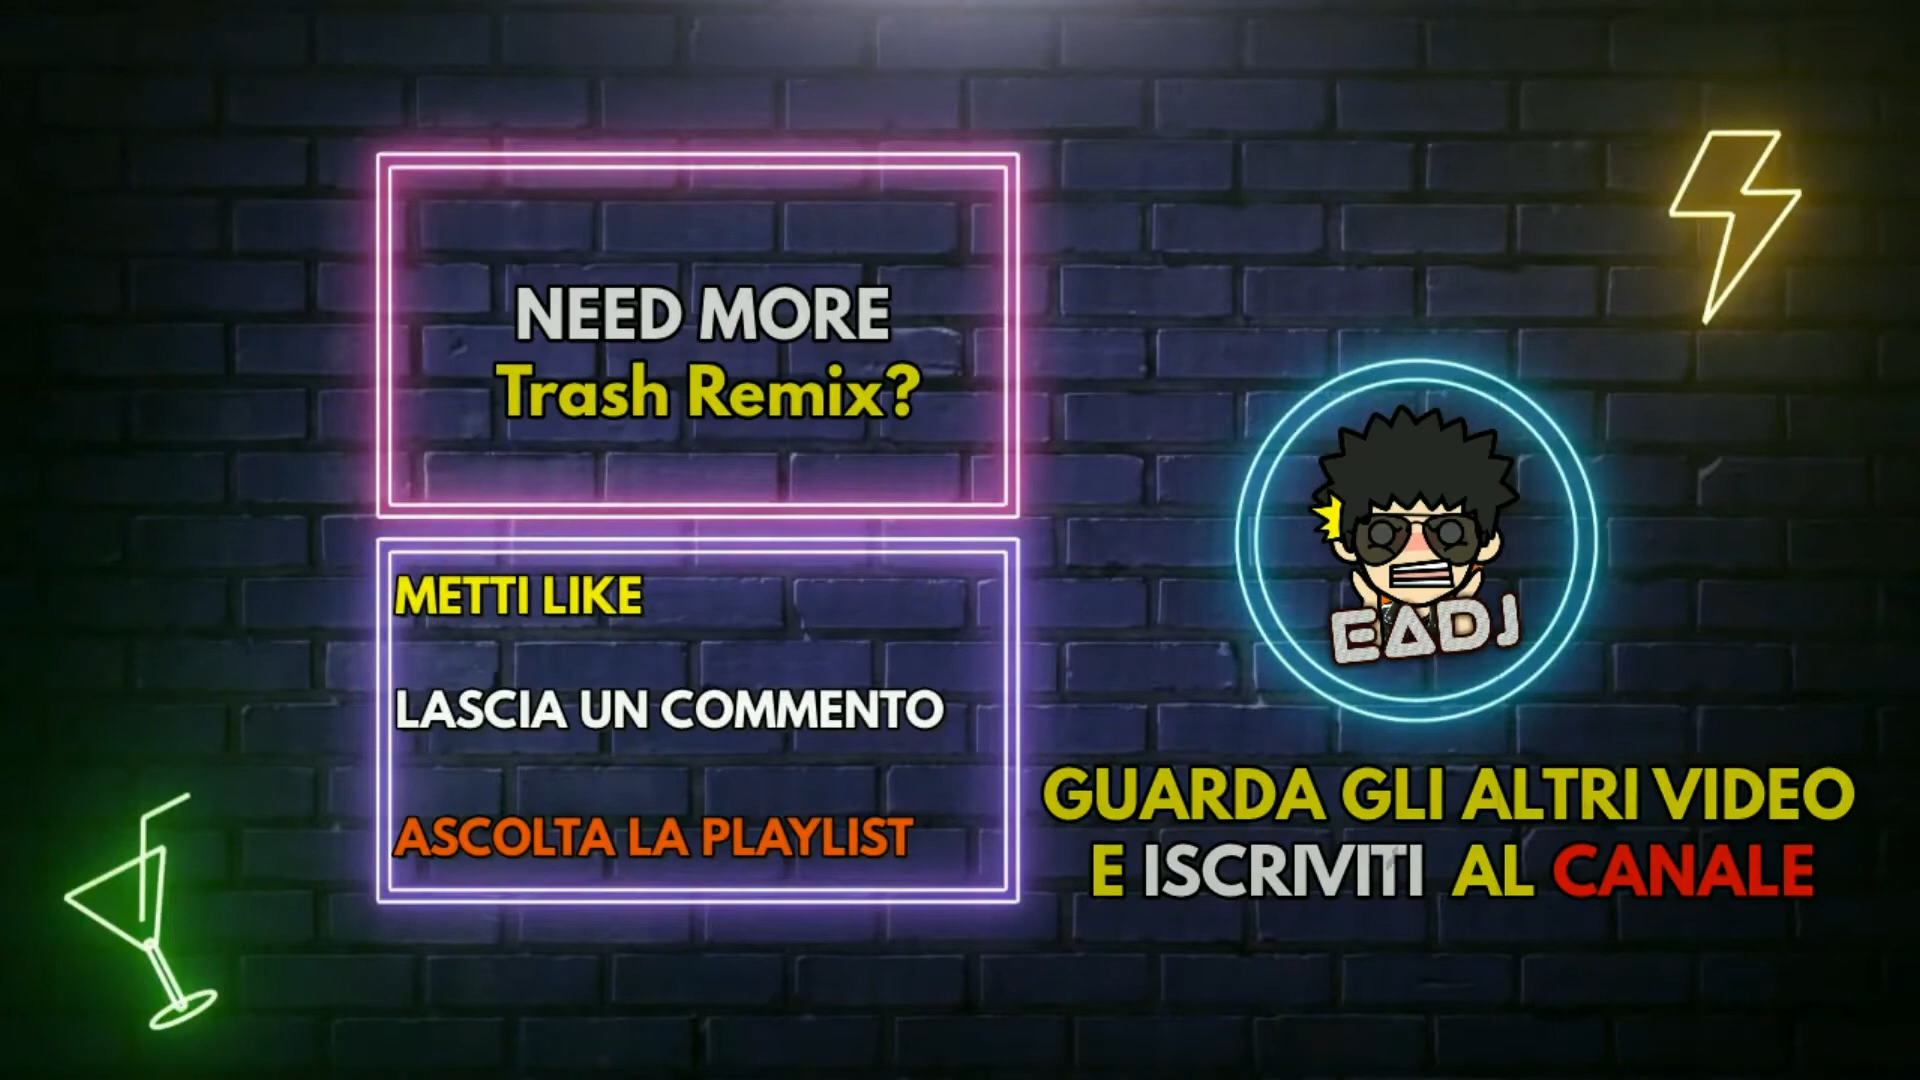 NEED MORE
Trash Remix?
METTI LIKE
LASCIA UN COMMENTO
ASCOLTA LA PLAYLIST
EADJ
GUARDA GLI ALTRI VIDEO
E ISCRIVITI AL CANALE